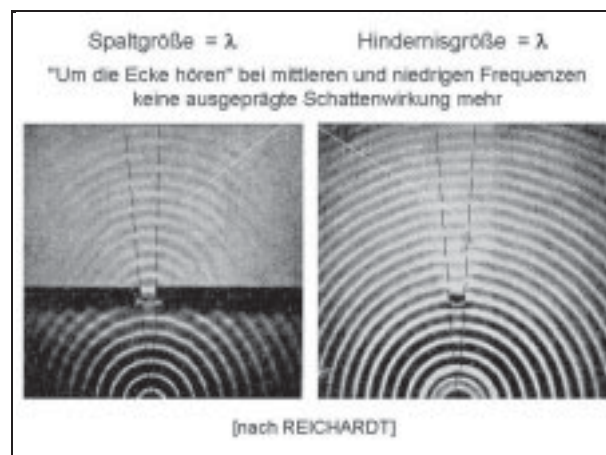 Spaltgröße = λ
Hindernisgröße = λ
"Um die Ecke hören" bei mittleren und niedrigen Frequenzen
keine ausgeprägte Schattenwirkung mehr
[nach REICHARDT]